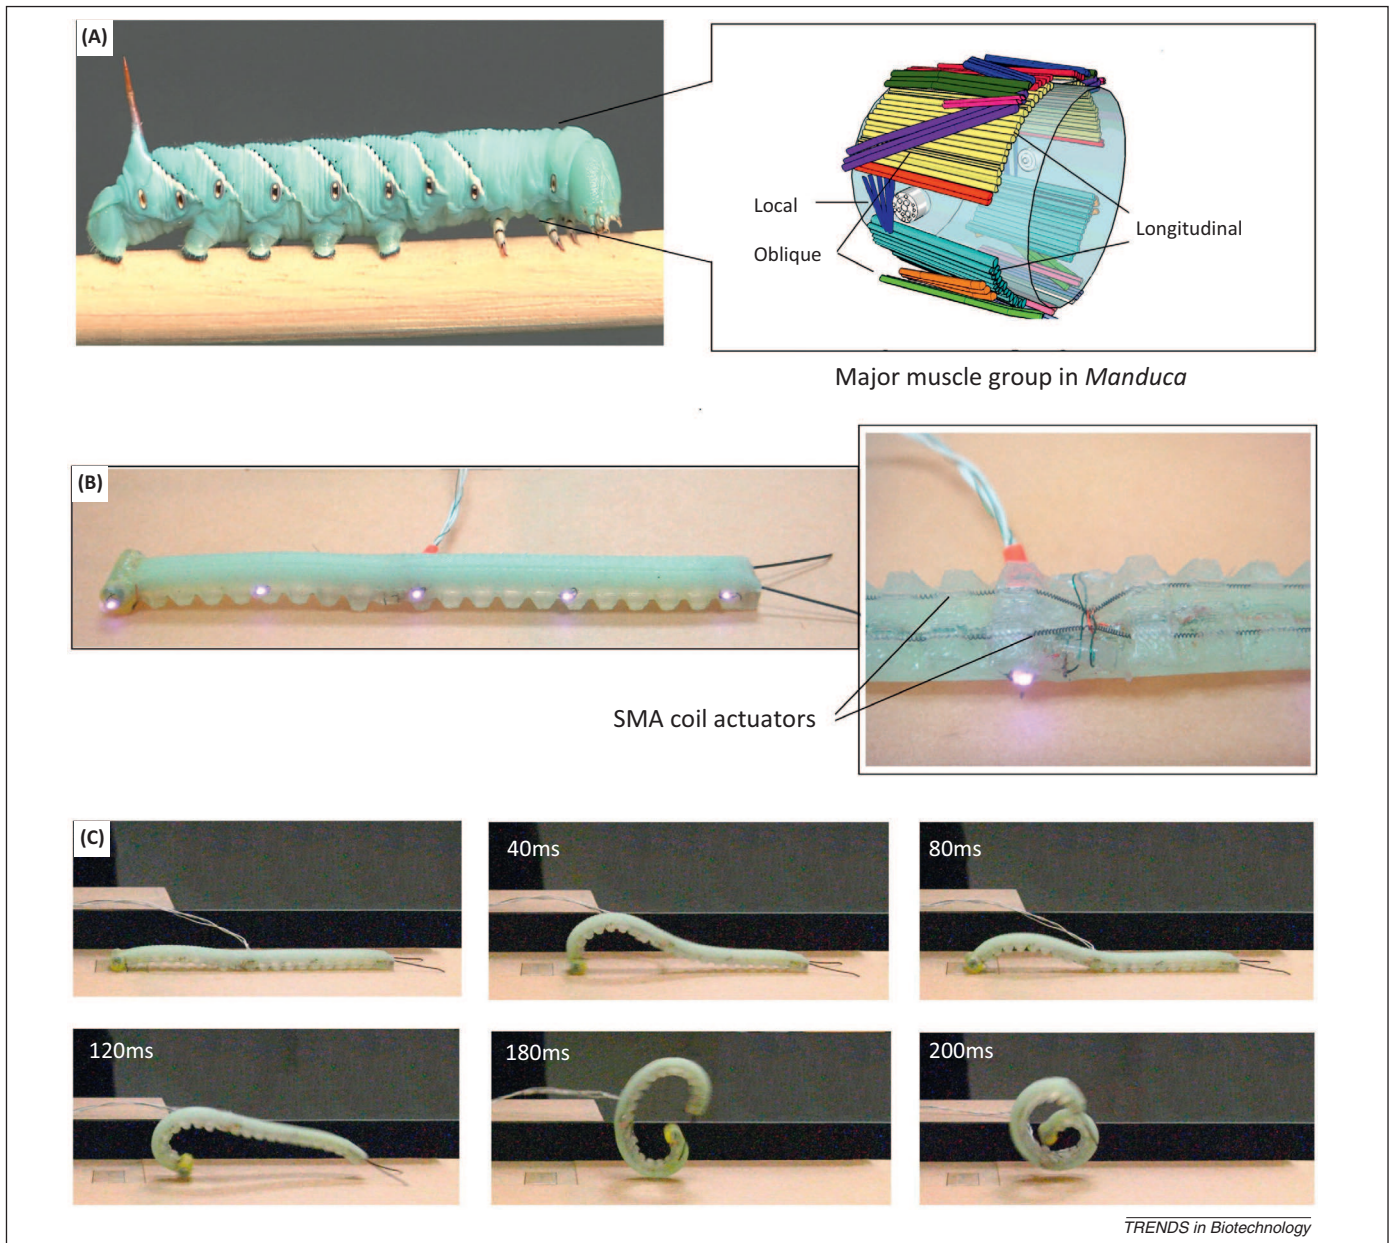 (A)
Local
Oblique
Longitudinal
Major muscle group in Manduca
(B)
SMA coil actuators
(C)
40ms
80ms
120ms
180ms
200ms
TRENDS in Biotechnology